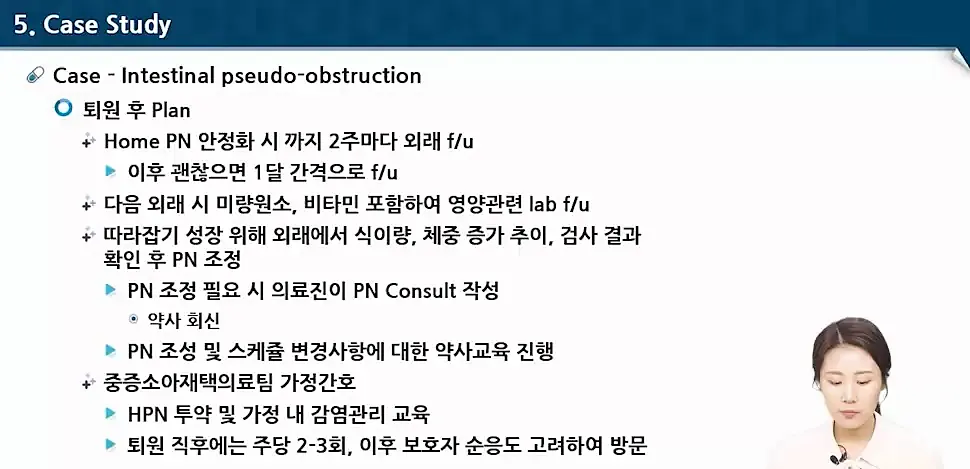 5. Case Study
Case - Intestinal pseudo-obstruction
퇴원 후 Plan
Home PN 안정화 시 까지 2주마다 외래 f/u
이후 괜찮으면 1달 간격으로 f/u
다음 외래 시 미량원소, 비타민 포함하여 영양관련 lab f/u
따라잡기 성장 위해 외래에서 식이량, 체중 증가 추이, 검사 결과
확인 후 PN 조정
PN 조정 필요 시 의료진이 PN Consult 작성
약사 회신
PN 조성 및 스케쥴 변경사항에 대한 약사교육 진행
중증소아재택의료팀 가정간호
HPN 투약 및 가정 내 감염관리 교육
퇴원 직후에는 주당 2-3회, 이후 보호자 순응도 고려하여 방문